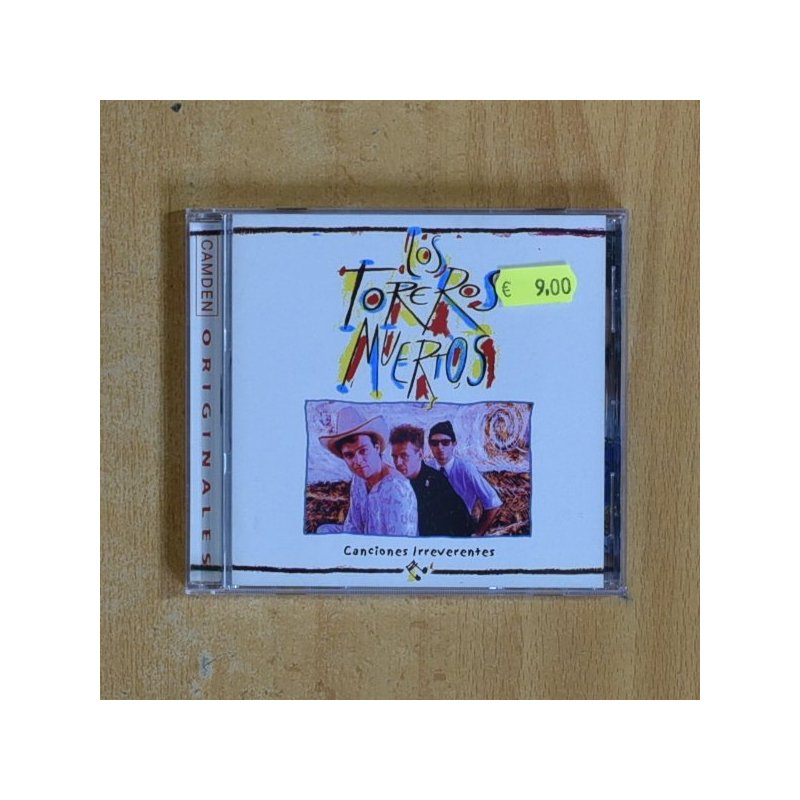 CAMDEN
ORIGINALES
LOS
TOREROS
MUERTOS
€ 9,00
Canciones Irreverentes